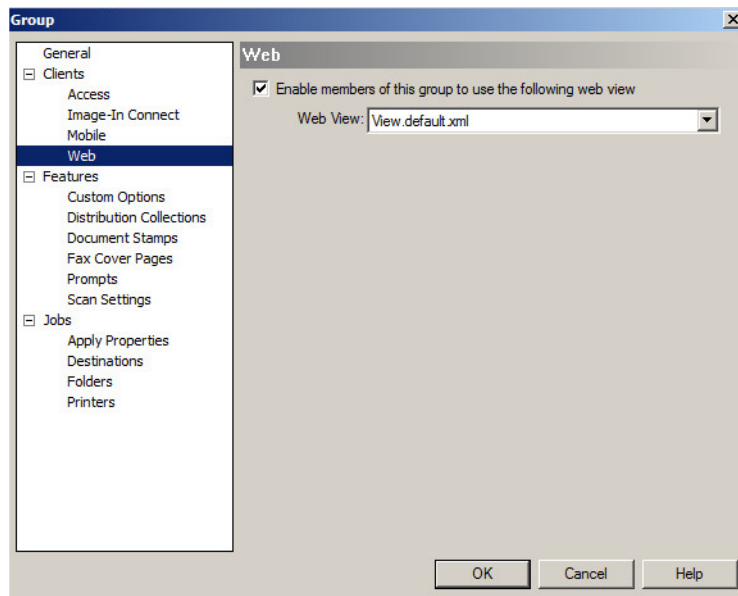 Group
General
Clients
Access
Image-In Connect
Mobile
Web
Features
Custom Options
Distribution Collections
Document Stamps
Fax Cover Pages
Prompts
Scan Settings
Jobs
Apply Properties
Destinations
Folders
Printers
Web
Enable members of this group to use the following web view
Web View: View.default.xml
OK Cancel Help